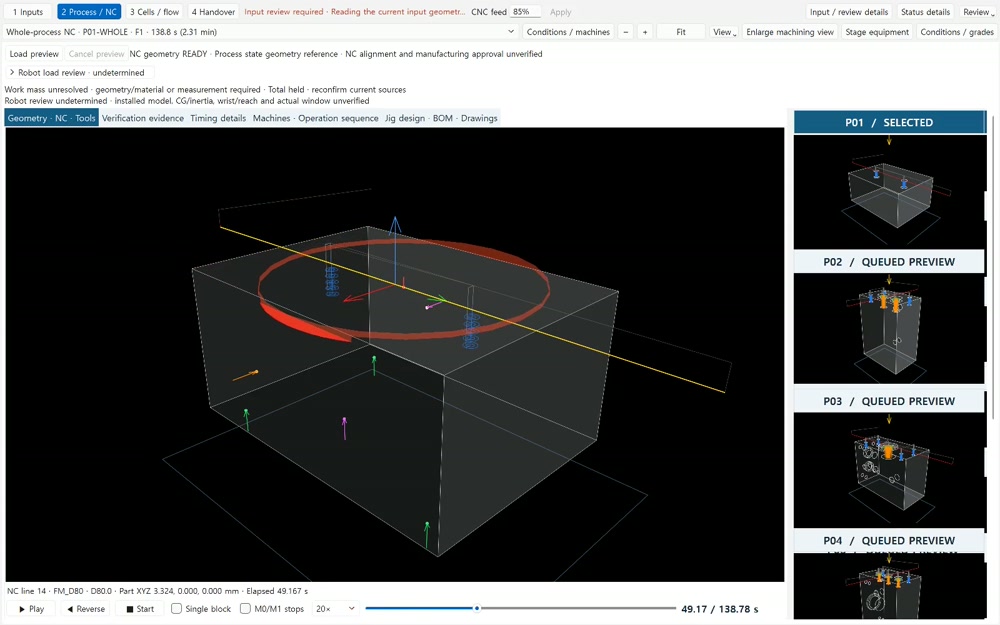 1 Inputs
2 Process / NC
3 Cells / flow
4 Handover
Input review required · Reading the current input geometr...
CNC feed 85%
Apply
Input / review details
Status details
Review
Whole-process NC · P01-WHOLE · F1 · 138.8 s (2.31 min)
Conditions / machines
−
+
Fit
View
Enlarge machining view
Stage equipment
Conditions / grades
Load preview
Cancel preview
NC geometry READY · Process state geometry reference · NC alignment and manufacturing approval unverified
Robot load review · undetermined
Work mass unresolved · geometry/material or measurement required · Total held · reconfirm current sources
Robot review undetermined · installed model. CG/inertia, wrist/reach and actual window unverified
Geometry · NC · Tools
Verification evidence
Timing details
Machines · Operation sequence
Jig design · BOM · Drawings
P01 / SELECTED
P02 / QUEUED PREVIEW
P03 / QUEUED PREVIEW
P04 / QUEUED PREVIEW
NC line 14 · FM_D80 · D80.0 · Part XYZ 3.324, 0.000, 0.000 mm · Elapsed 49.167 s
Play
Reverse
Start
Single block
M0/M1 stops
20×
49.17 / 138.78 s